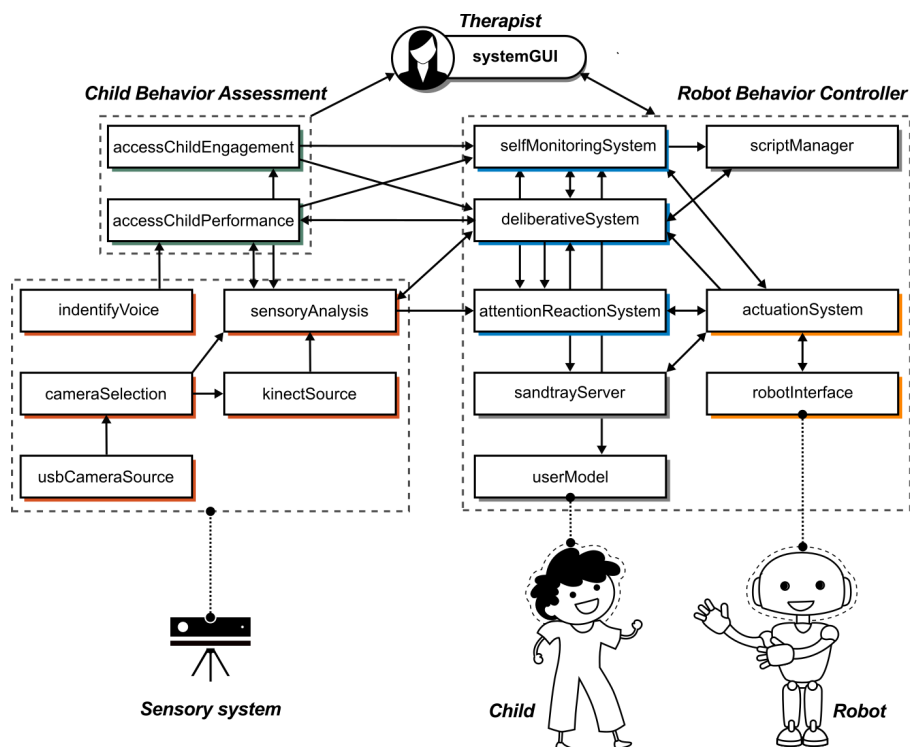 Therapist
systemGUI
Child Behavior Assessment
Robot Behavior Controller
accessChildEngagement
selfMonitoringSystem
scriptManager
accessChildPerformance
deliberativeSystem
indentifyVoice
sensoryAnalysis
attentionReactionSystem
actuationSystem
cameraSelection
kinectSource
sandtrayServer
robotInterface
usbCameraSource
userModel
Sensory system
Child
Robot